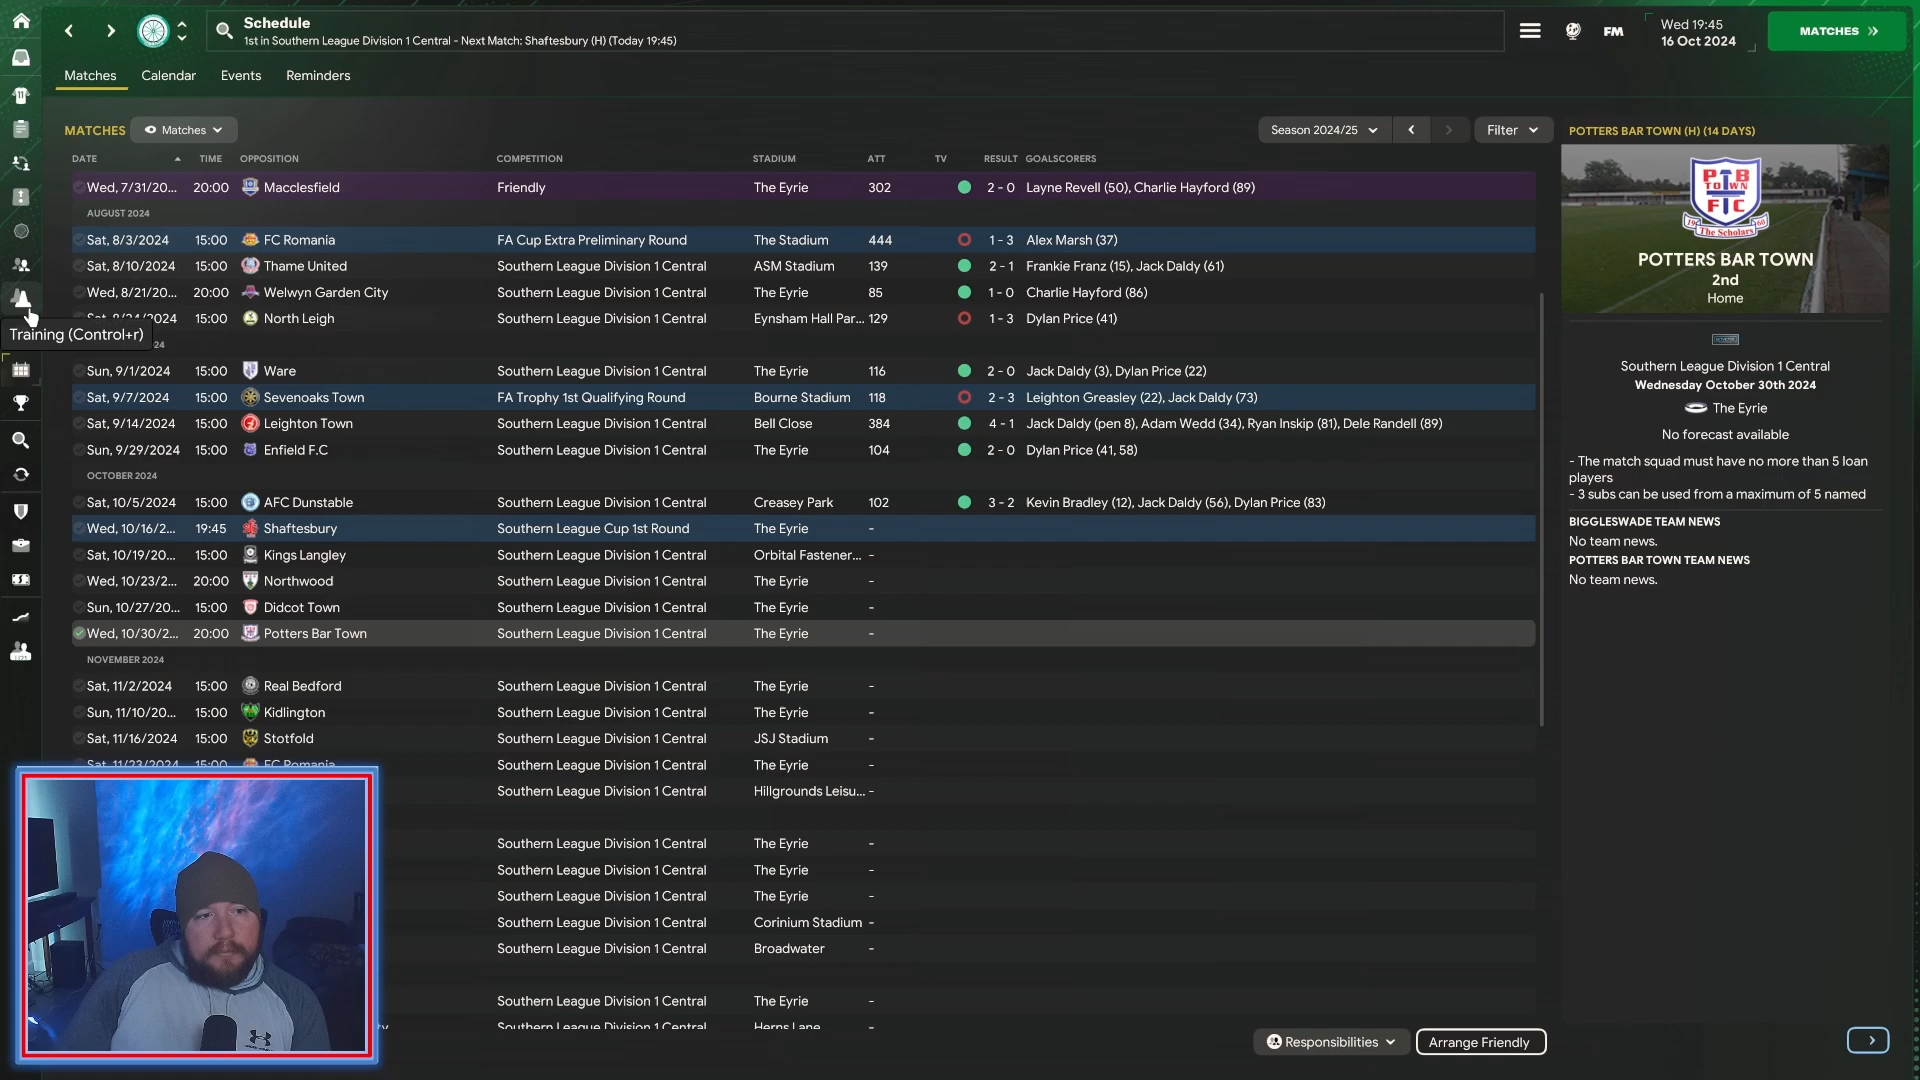 Schedule
1st in Southern League Division 1 Central - Next Match: Shaftesbury (H) (Today 19:45)
FM
Wed 19:45
16 Oct 2024
MATCHES
Matches Calendar Events Reminders
MATCHES Matches Season 2024/25 Filter
DATE TIME OPPOSITION COMPETITION STADIUM ATT TV RESULT GOALSCORERS
Wed, 7/31/20... 20:00 Macclesfield Friendly The Eyrie 302 2 - 0 Layne Revell (50), Charlie Hayford (89)
AUGUST 2024
Sat, 8/3/2024 15:00 FC Romania FA Cup Extra Preliminary Round The Stadium 444 1 - 3 Alex Marsh (37)
Sat, 8/10/2024 15:00 Thame United Southern League Division 1 Central ASM Stadium 139 2 - 1 Frankie Franz (15), Jack Daldy (61)
Wed, 8/21/20... 20:00 Welwyn Garden City Southern League Division 1 Central The Eyrie 85 1 - 0 Charlie Hayford (86)
Sat, 8/24/2024 15:00 North Leigh Southern League Division 1 Central Eynsham Hall Par... 129 1 - 3 Dylan Price (41)
Training (Control+r)
24
Sun, 9/1/2024 15:00 Ware Southern League Division 1 Central The Eyrie 116 2 - 0 Jack Daldy (3), Dylan Price (22)
Sat, 9/7/2024 15:00 Sevenoaks Town FA Trophy 1st Qualifying Round Bourne Stadium 118 2 - 3 Leighton Greasley (22), Jack Daldy (73)
Sat, 9/14/2024 15:00 Leighton Town Southern League Division 1 Central Bell Close 384 4 - 1 Jack Daldy (pen 8), Adam Wedd (34), Ryan Inskip (81), Dele Randell (89)
Sun, 9/29/2024 15:00 Enfield F.C Southern League Division 1 Central The Eyrie 104 2 - 0 Dylan Price (41, 58)
OCTOBER 2024
Sat, 10/5/2024 15:00 AFC Dunstable Southern League Division 1 Central Creasey Park 102 3 - 2 Kevin Bradley (12), Jack Daldy (56), Dylan Price (83)
Wed, 10/16/2... 19:45 Shaftesbury Southern League Cup 1st Round The Eyrie -
Sat, 10/19/20... 15:00 Kings Langley Southern League Division 1 Central Orbital Fastener... -
Wed, 10/23/2... 20:00 Northwood Southern League Division 1 Central The Eyrie -
Sun, 10/27/20... 15:00 Didcot Town Southern League Division 1 Central The Eyrie -
Wed, 10/30/2... 20:00 Potters Bar Town Southern League Division 1 Central The Eyrie -
NOVEMBER 2024
Sat, 11/2/2024 15:00 Real Bedford Southern League Division 1 Central The Eyrie -
Sun, 11/10/20... 15:00 Kidlington Southern League Division 1 Central The Eyrie -
Sat, 11/16/2024 15:00 Stotfold Southern League Division 1 Central JSJ Stadium -
Sat, 11/23/2024 15:00 FC Romania Southern League Division 1 Central The Eyrie -
Southern League Division 1 Central Hillgrounds Leisu... -
Southern League Division 1 Central The Eyrie -
Southern League Division 1 Central The Eyrie -
Southern League Division 1 Central The Eyrie -
Southern League Division 1 Central Corinium Stadium -
Southern League Division 1 Central Broadwater -
Southern League Division 1 Central The Eyrie -
Southern League Division 1 Central Herns Lane -
Responsibilities Arrange Friendly
POTTERS BAR TOWN (H) (14 DAYS)
PTB
TOWN
FC
The Scholars
POTTERS BAR TOWN
2nd
Home
Southern League Division 1 Central
Wednesday October 30th 2024
The Eyrie
No forecast available
- The match squad must have no more than 5 loan
players
- 3 subs can be used from a maximum of 5 named
BIGGLESWADE TEAM NEWS
No team news.
POTTERS BAR TOWN TEAM NEWS
No team news.